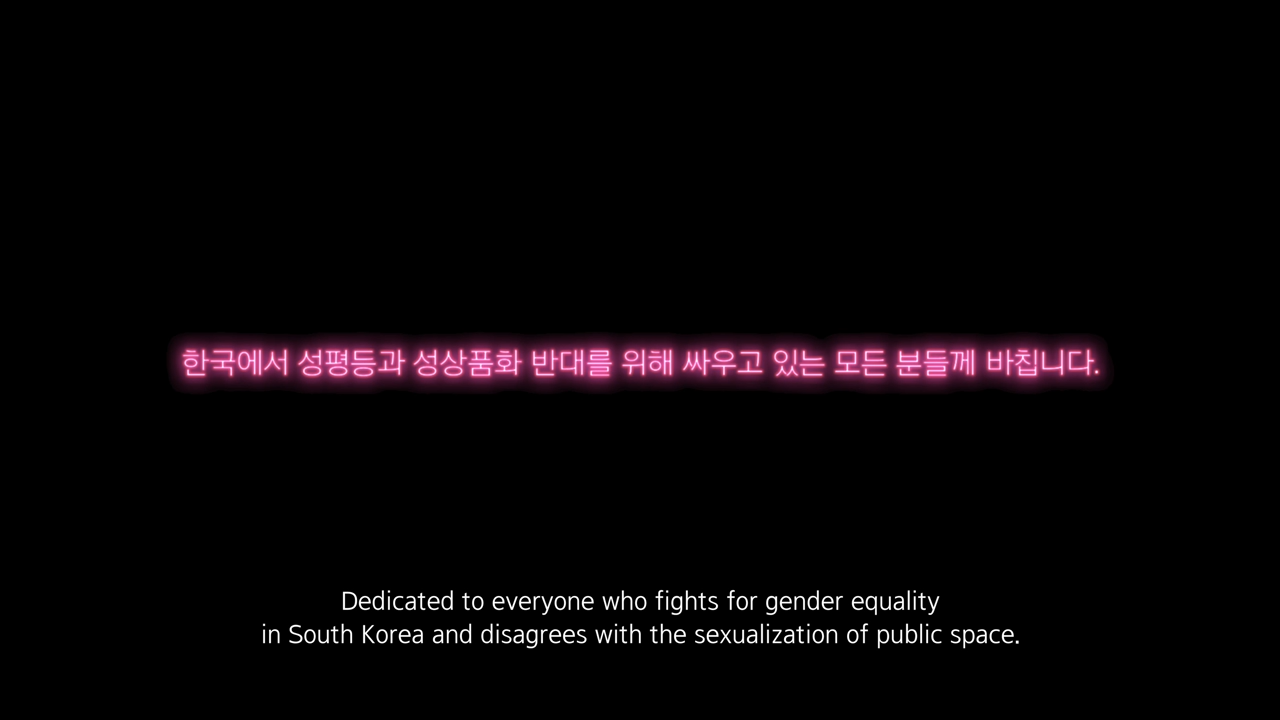 한국에서 성평등과 성상품화 반대를 위해 싸우고 있는 모든 분들께 바칩니다.
Dedicated to everyone who fights for gender equality
in South Korea and disagrees with the sexualization of public space.